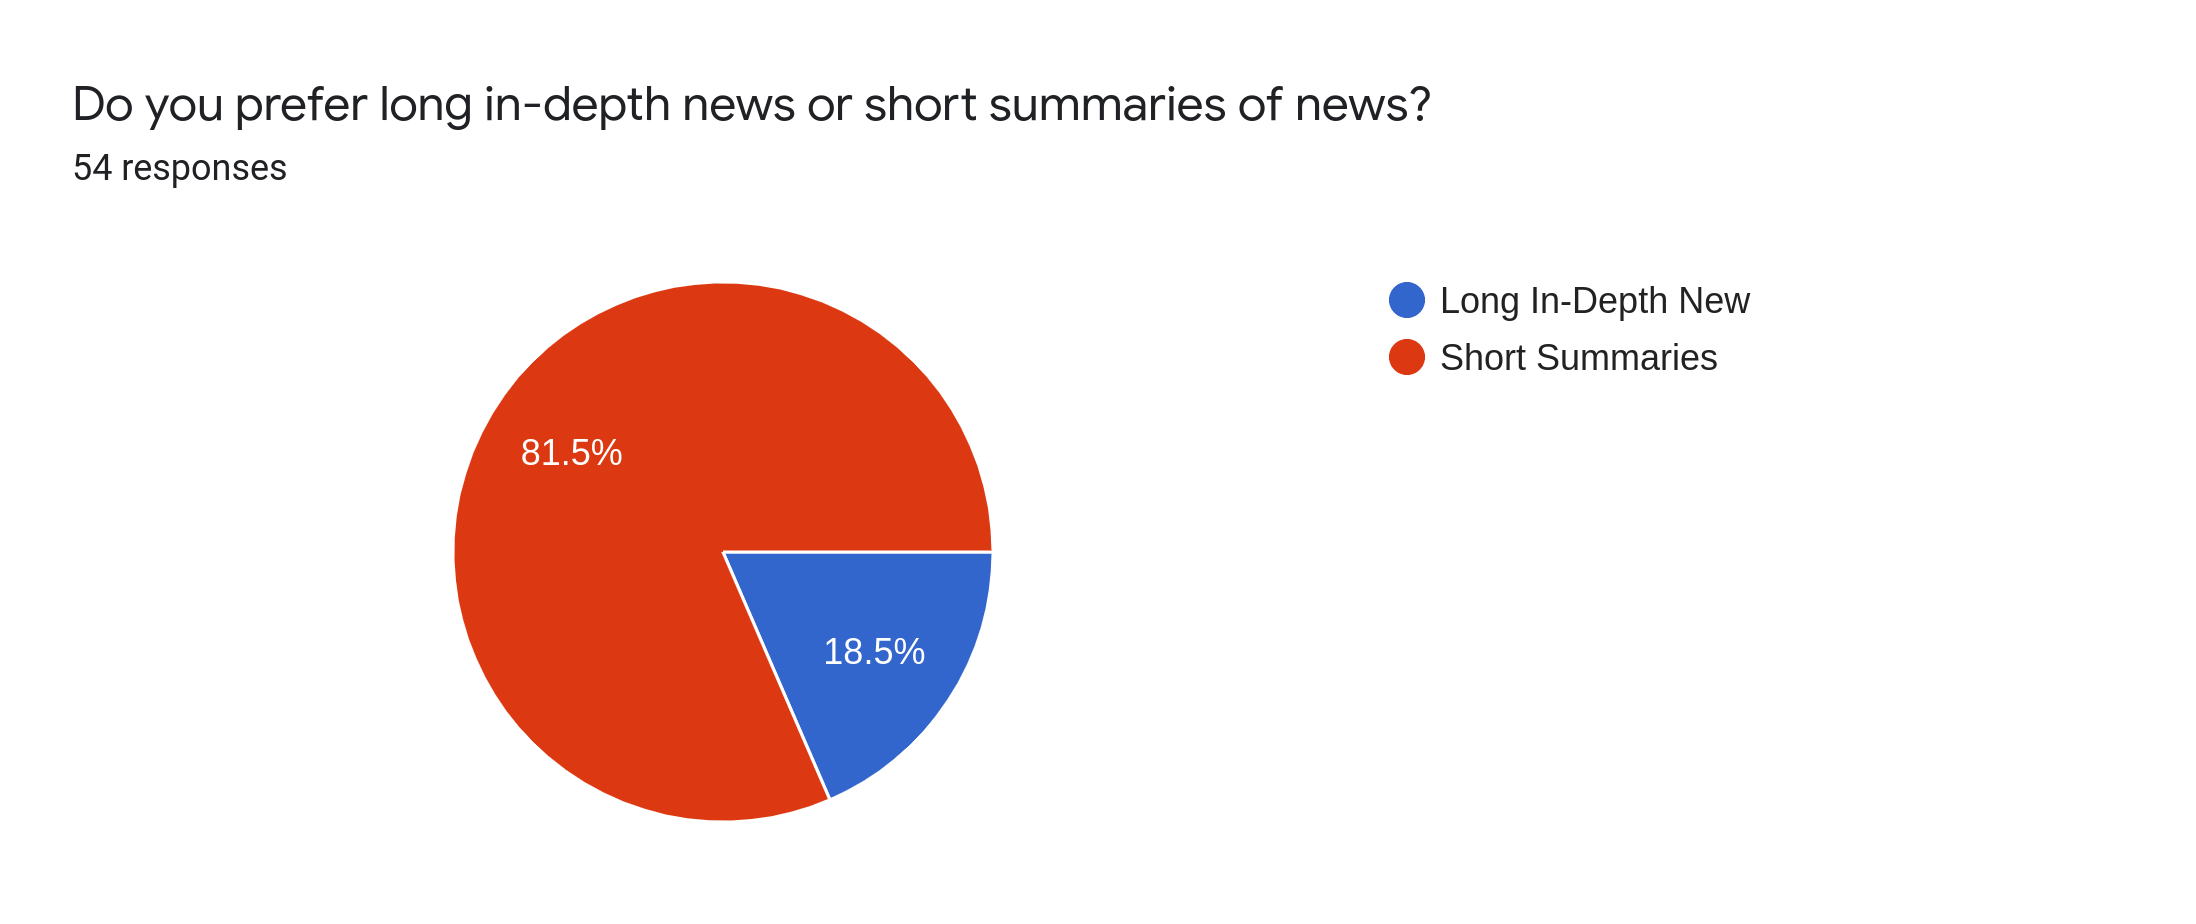 Do you prefer long in-depth news or short summaries of news?
54 responses
Long In-Depth New
Short Summaries
81.5%
18.5%